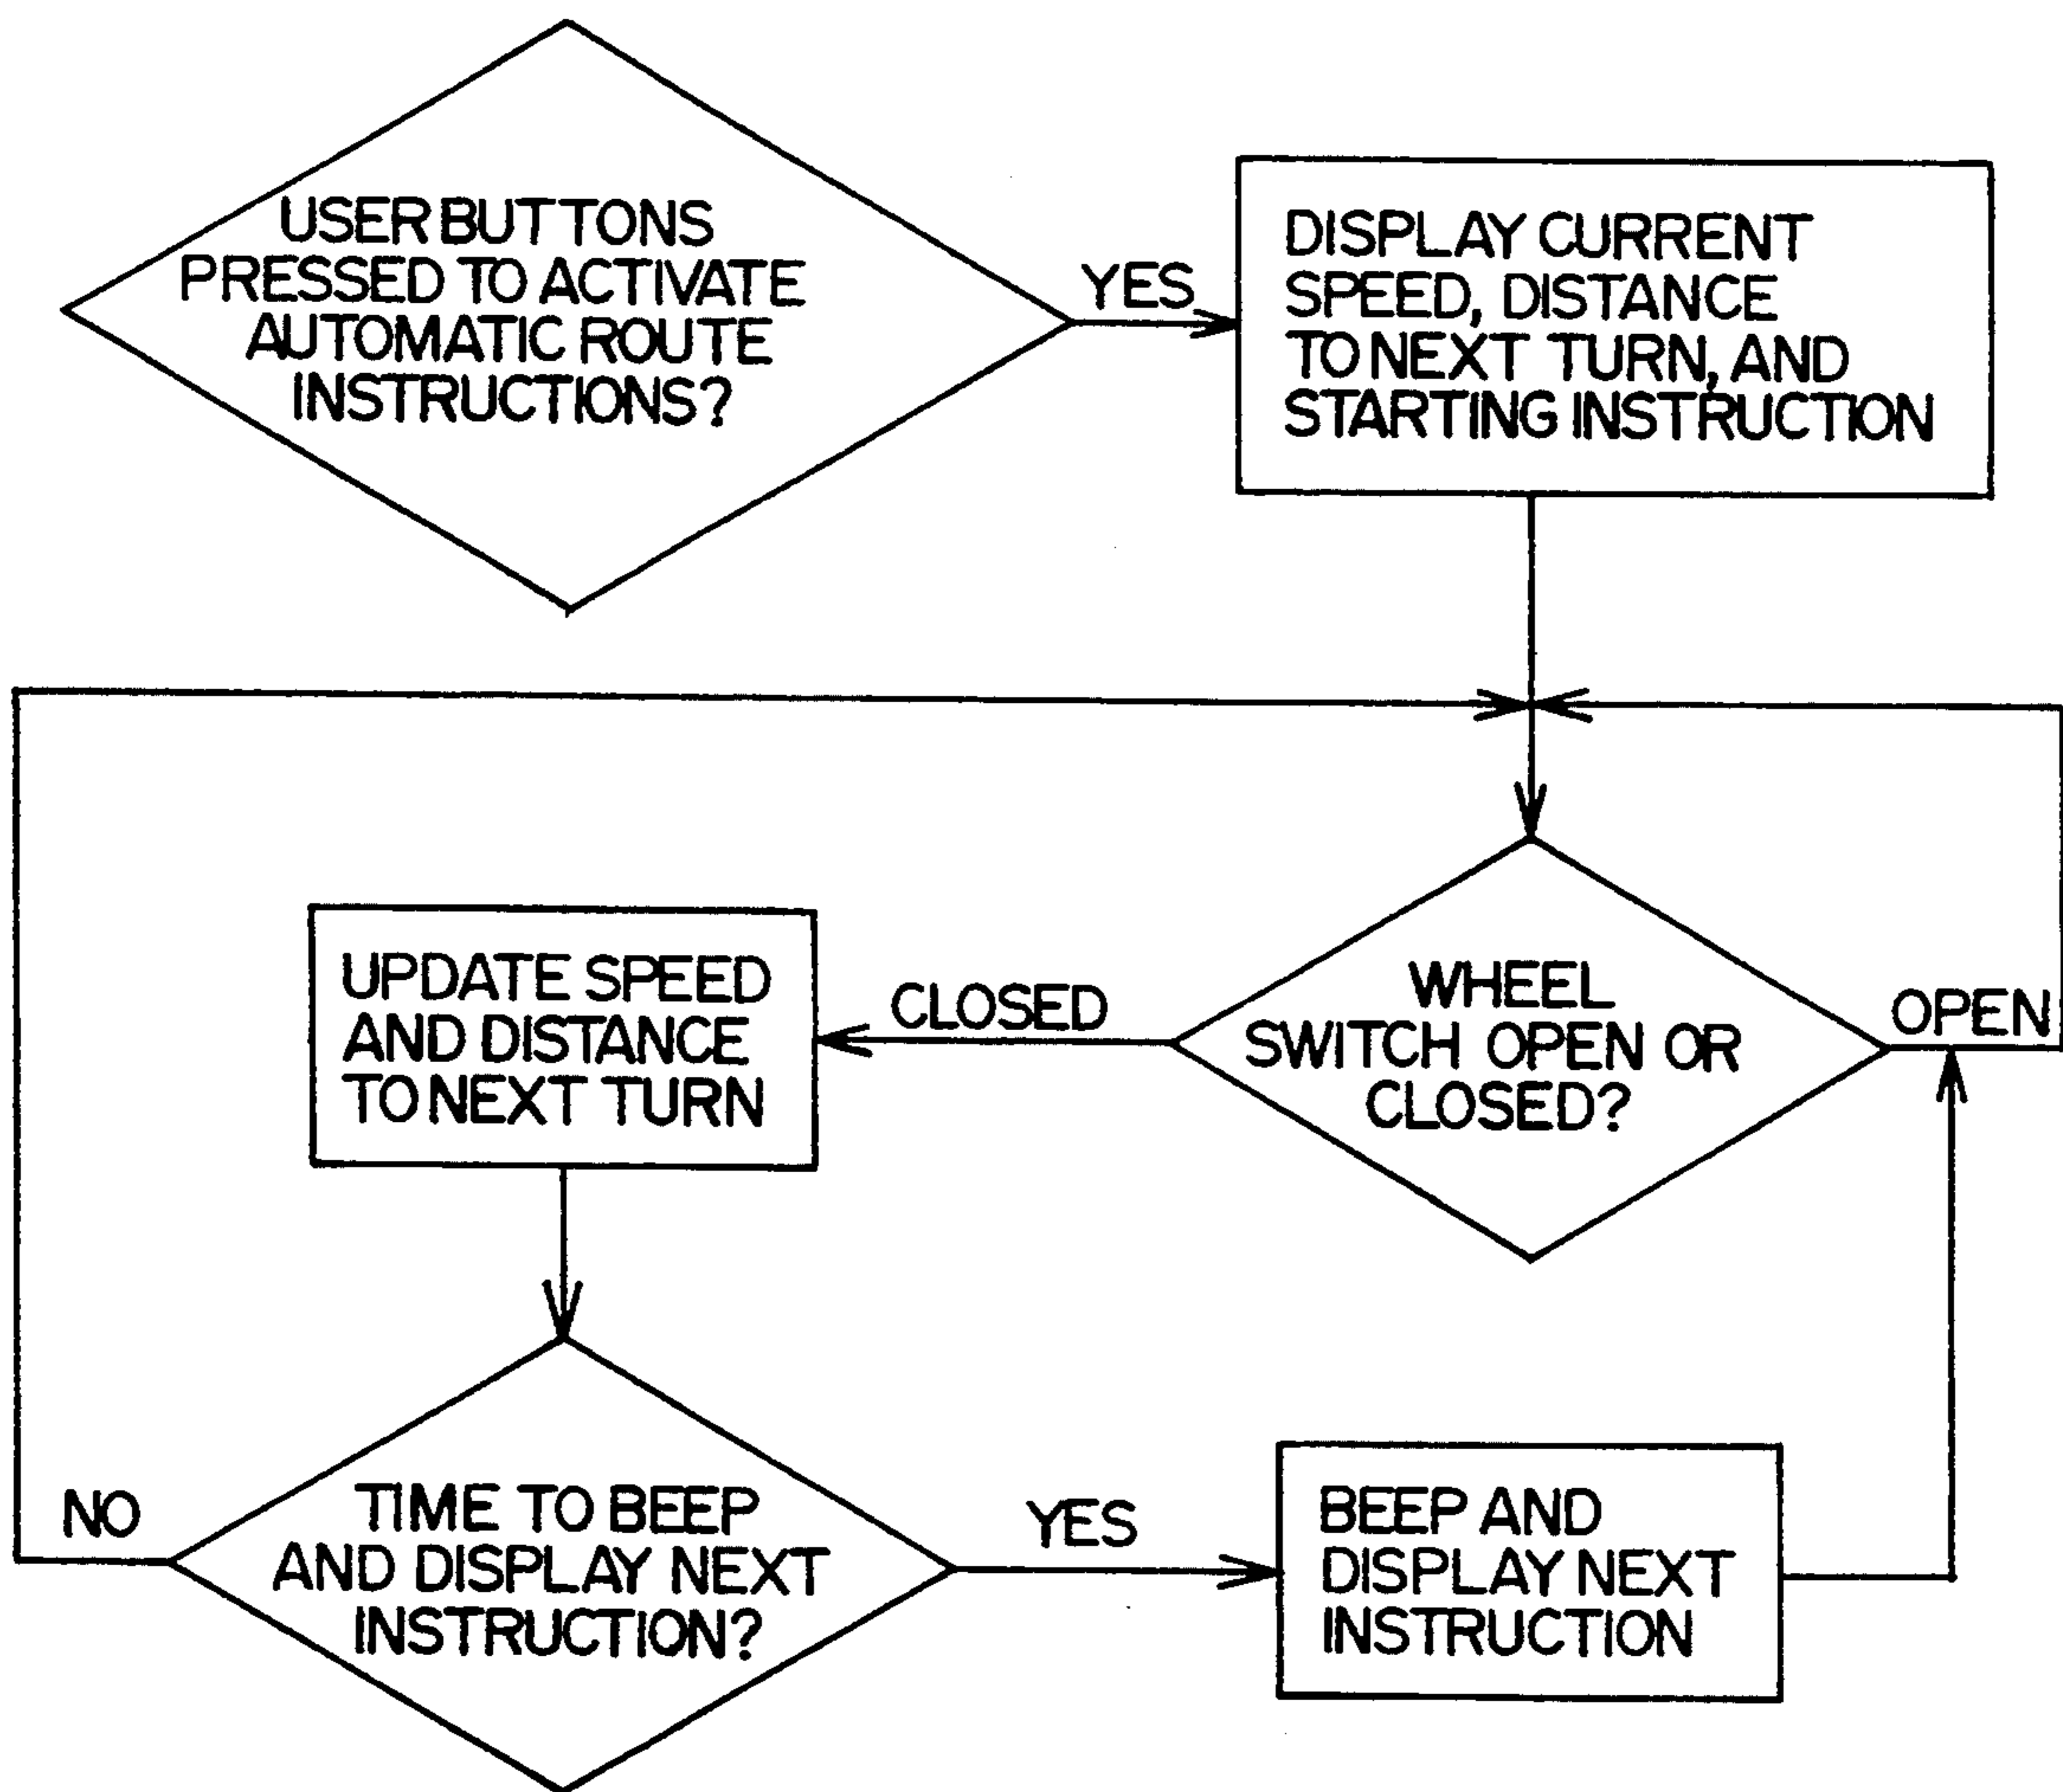 USER BUTTONS
PRESSED TO ACTIVATE
AUTOMATIC ROUTE
INSTRUCTIONS?
YES
DISPLAY CURRENT
SPEED, DISTANCE
TO NEXT TURN, AND
STARTING INSTRUCTION
WHEEL
SWITCH OPEN OR
CLOSED?
OPEN
CLOSED
UPDATE SPEED
AND DISTANCE
TO NEXT TURN
TIME TO BEEP
AND DISPLAY NEXT
INSTRUCTION?
NO
YES
BEEP AND
DISPLAY NEXT
INSTRUCTION